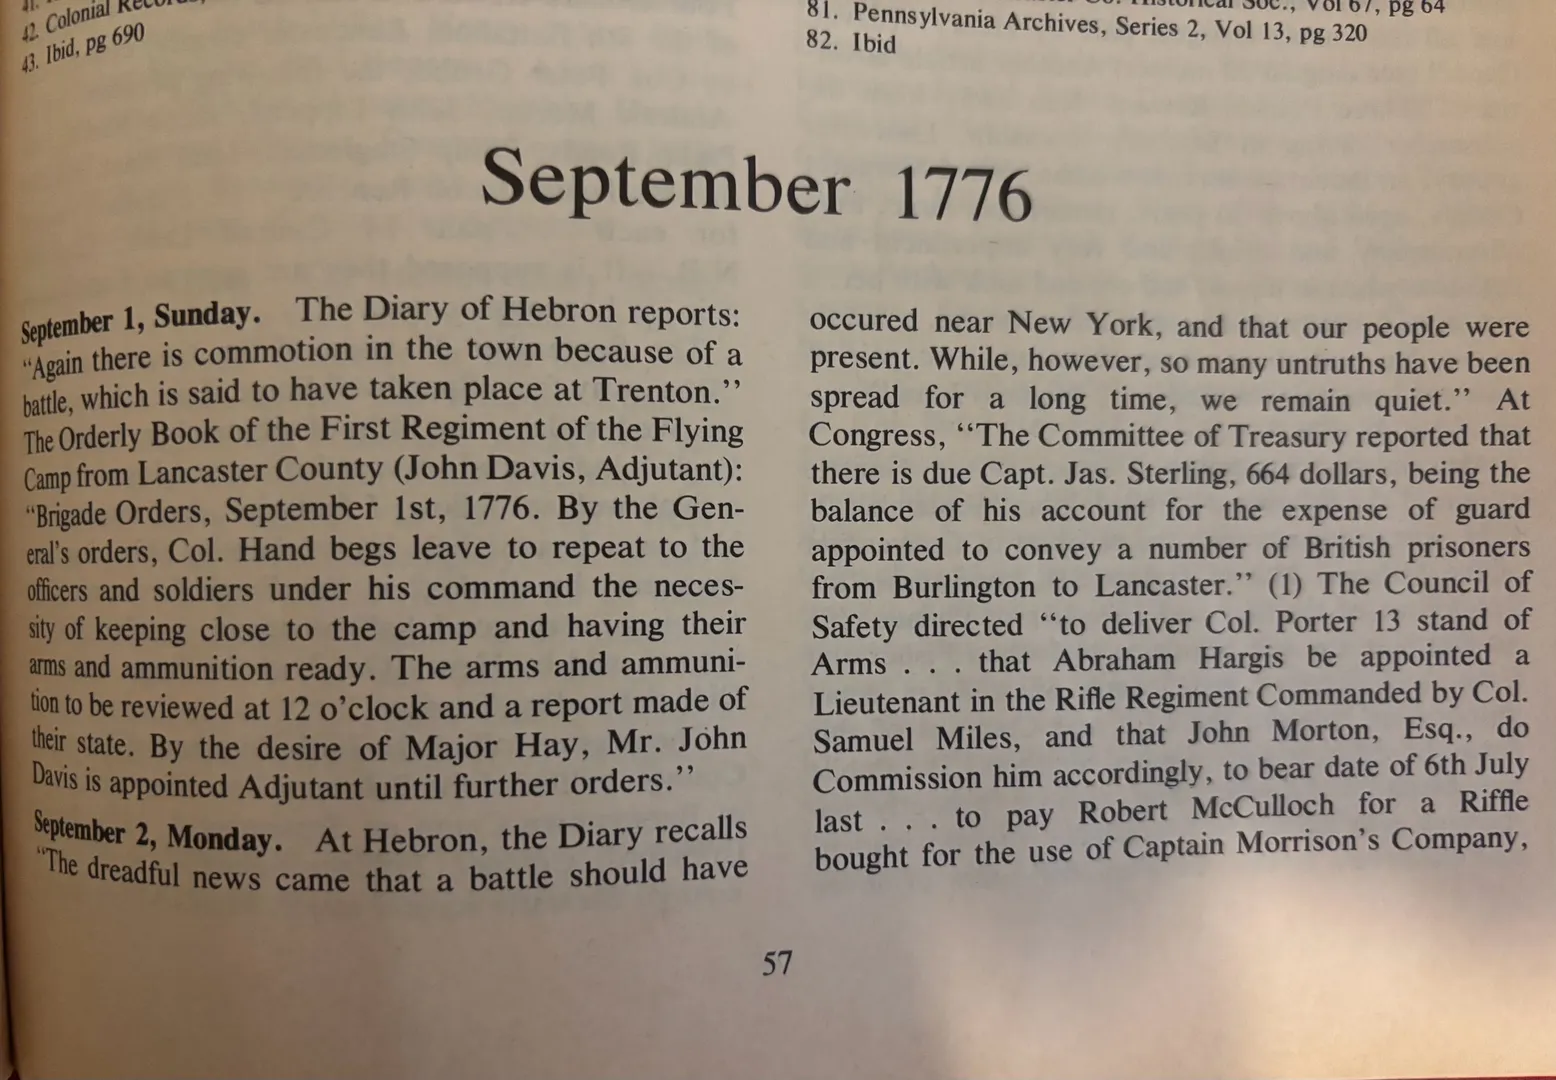 42. Colonial
43. Ibid, pg 690
Soc., Vol 67, pg 64
81. Pennsylvania Archives, Series 2, Vol 13, pg 320
82. Ibid
September 1776
September 1, Sunday. The Diary of Hebron reports:
“Again there is commotion in the town because of a
battle, which is said to have taken place at Trenton.”
The Orderly Book of the First Regiment of the Flying
Camp from Lancaster County (John Davis, Adjutant):
“Brigade Orders, September 1st, 1776. By the Gen-
eral’s orders, Col. Hand begs leave to repeat to the
officers and soldiers under his command the neces-
sity of keeping close to the camp and having their
arms and ammunition ready. The arms and ammuni-
tion to be reviewed at 12 o’clock and a report made of
their state. By the desire of Major Hay, Mr. John
Davis is appointed Adjutant until further orders.”
September 2, Monday. At Hebron, the Diary recalls
“The dreadful news came that a battle should have
occured near New York, and that our people were
present. While, however, so many untruths have been
spread for a long time, we remain quiet.” At
Congress, “The Committee of Treasury reported that
there is due Capt. Jas. Sterling, 664 dollars, being the
balance of his account for the expense of guard
appointed to convey a number of British prisoners
from Burlington to Lancaster.” (1) The Council of
Safety directed “to deliver Col. Porter 13 stand of
Arms . . . that Abraham Hargis be appointed a
Lieutenant in the Rifle Regiment Commanded by Col.
Samuel Miles, and that John Morton, Esq., do
Commission him accordingly, to bear date of 6th July
last . . . to pay Robert McCulloch for a Riffle
bought for the use of Captain Morrison’s Company,
57